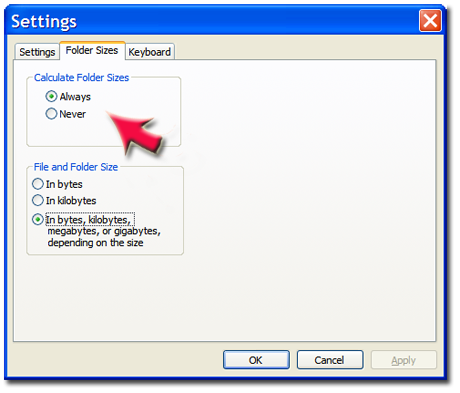 Settings
Settings Folder Sizes Keyboard
Calculate Folder Sizes
Always
Never
File and Folder Size
In bytes
In kilobytes
In bytes, kilobytes,
megabytes, or gigabytes,
depending on the size
OK Cancel Apply